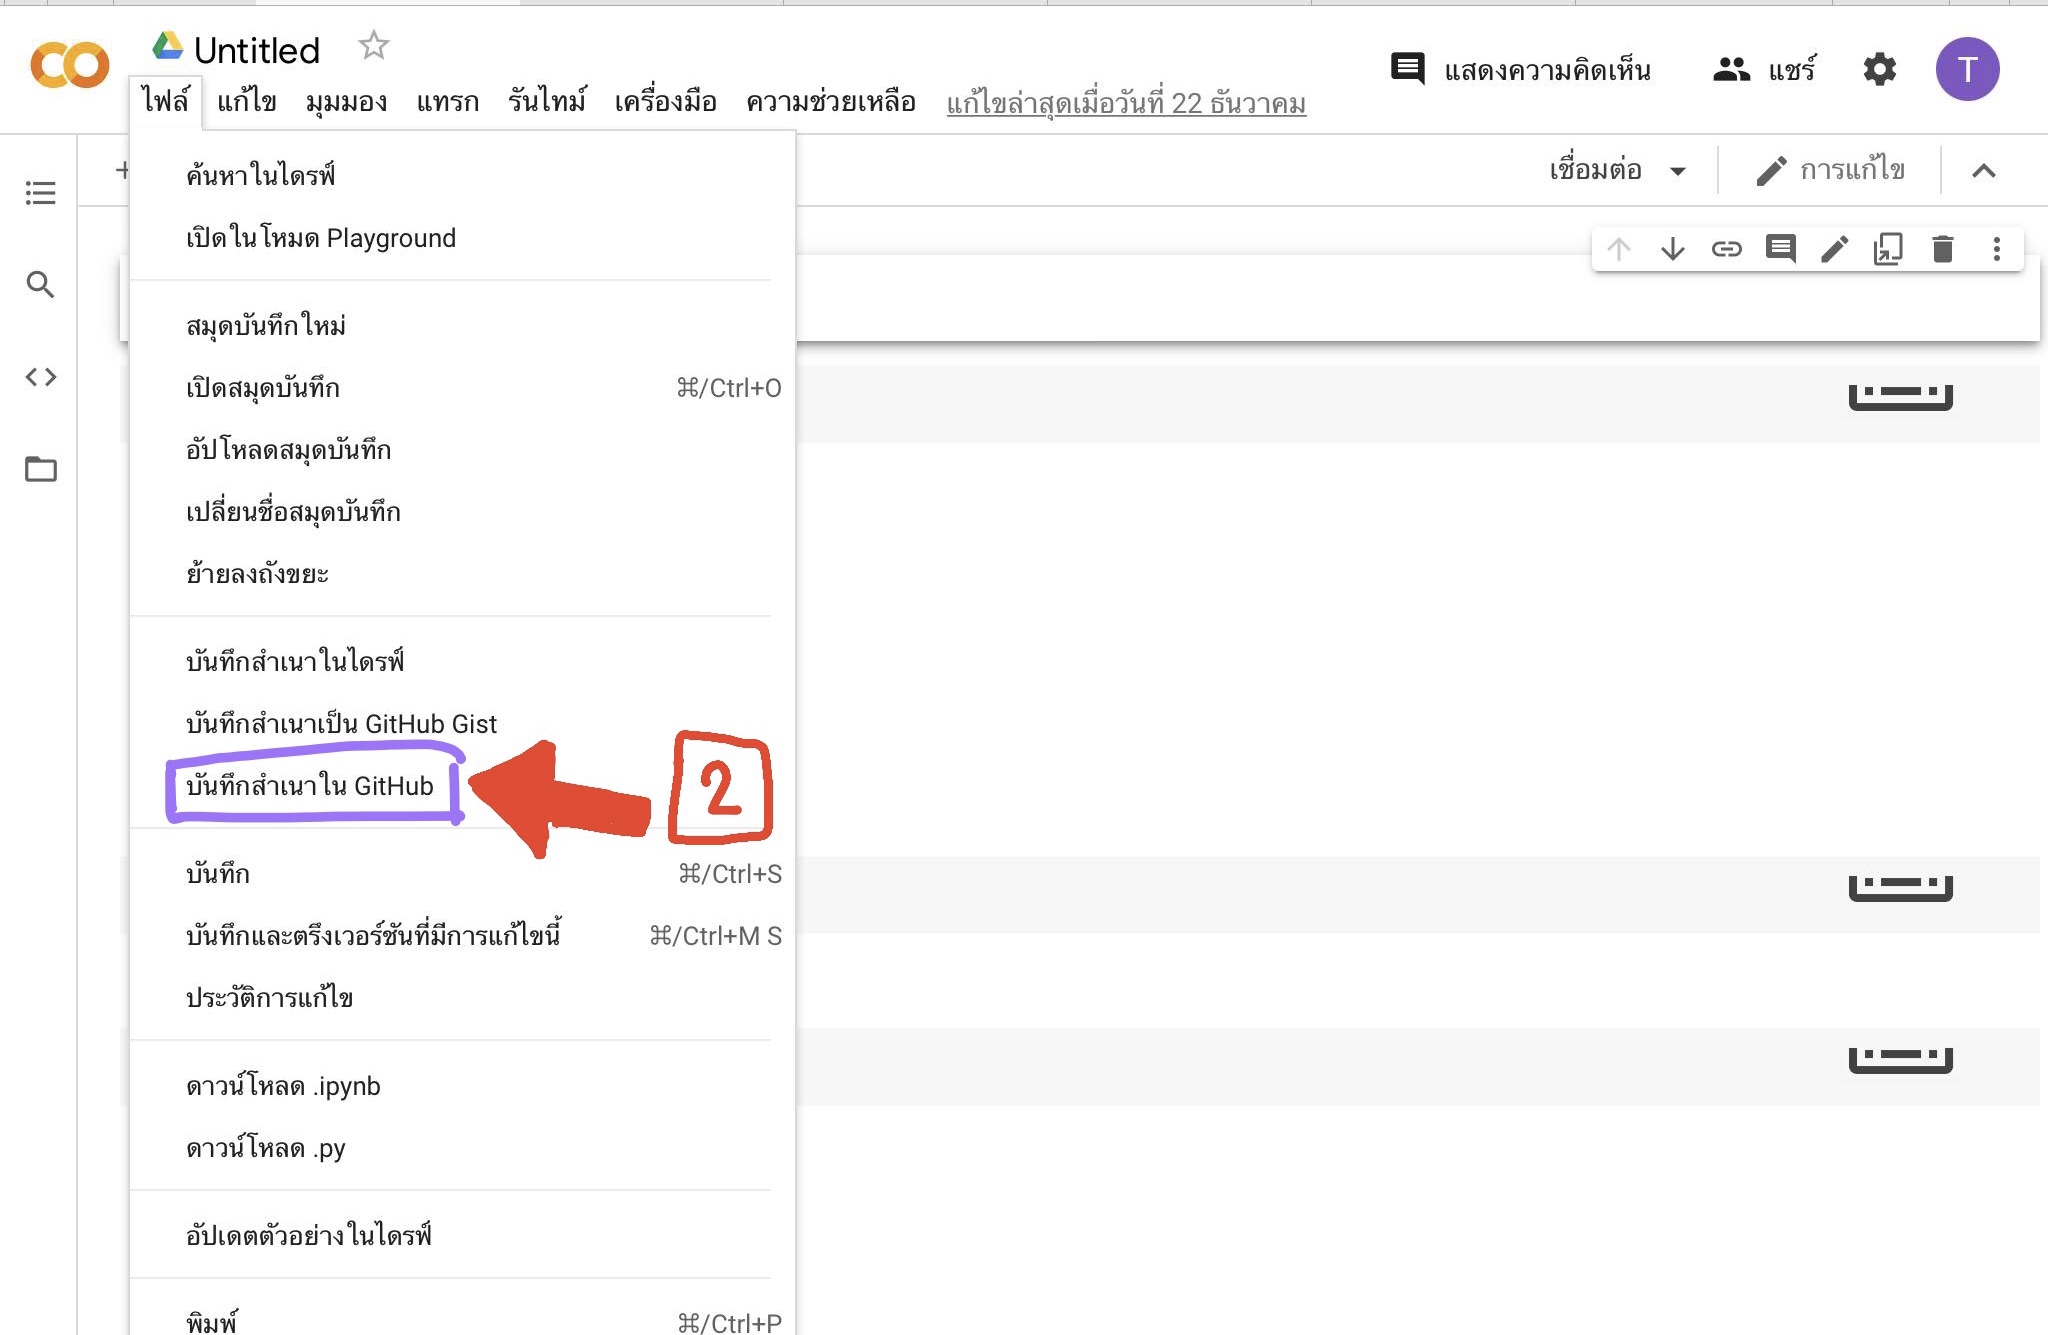 Untitled
แสดงความคิดเห็น แชร์ T
ไฟล์ แก้ไข มุมมอง แทรก รันไทม์ เครื่องมือ ความช่วยเหลือ แก้ไขล่าสุดเมื่อวันที่ 22 ธันวาคม
+ เชื่อมต่อ การแก้ไข
ค้นหาในไดรฟ์
เปิดในโหมด Playground
สมุดบันทึกใหม่
เปิดสมุดบันทึก ⌘/Ctrl+O
อัปโหลดสมุดบันทึก
เปลี่ยนชื่อสมุดบันทึก
ย้ายลงถังขยะ
บันทึกสำเนาในไดรฟ์
บันทึกสำเนาเป็น GitHub Gist
บันทึกสำเนาใน GitHub 2
บันทึก ⌘/Ctrl+S
บันทึกและตรึงเวอร์ชันที่มีการแก้ไขนี้ ⌘/Ctrl+M S
ประวัติการแก้ไข
ดาวน์โหลด .ipynb
ดาวน์โหลด .py
อัปเดตตัวอย่างในไดรฟ์
พิมพ์ ⌘/Ctrl+P